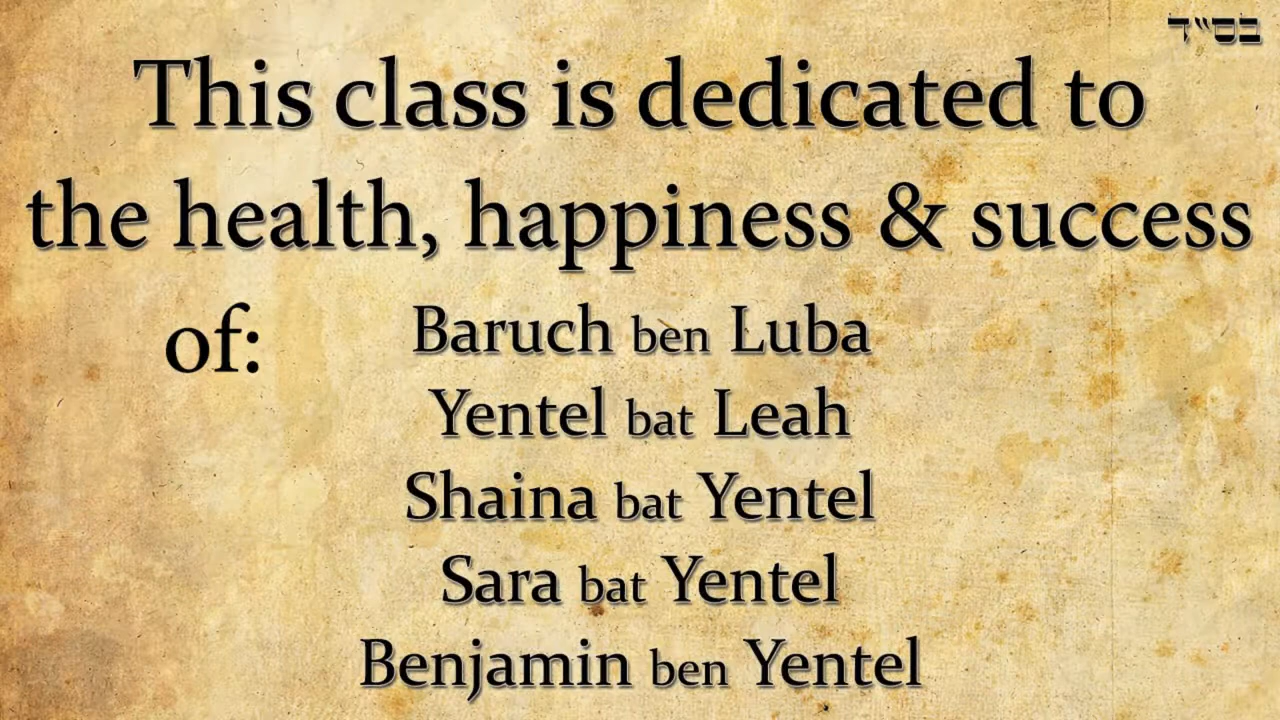 בס״ד
This class is dedicated to
the health, happiness & success
of:
Baruch ben Luba
Yentel bat Leah
Shaina bat Yentel
Sara bat Yentel
Benjamin ben Yentel